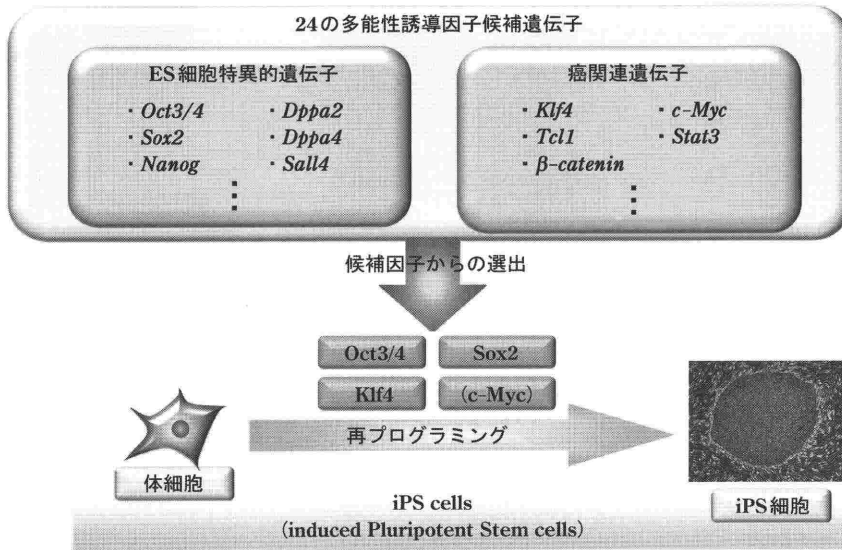 24の多能性誘導因子候補遺伝子
ES細胞特異的遺伝子
・Oct3/4 ・Dppa2
・Sox2 ・Dppa4
・Nanog ・Sall4
⋮
癌関連遺伝子
・Klf4 ・c-Myc
・Tcl1 ・Stat3
・β-catenin
⋮
候補因子からの選出
Oct3/4 Sox2
Klf4 (c-Myc)
再プログラミング
体細胞
iPS細胞
iPS cells
(induced Pluripotent Stem cells)